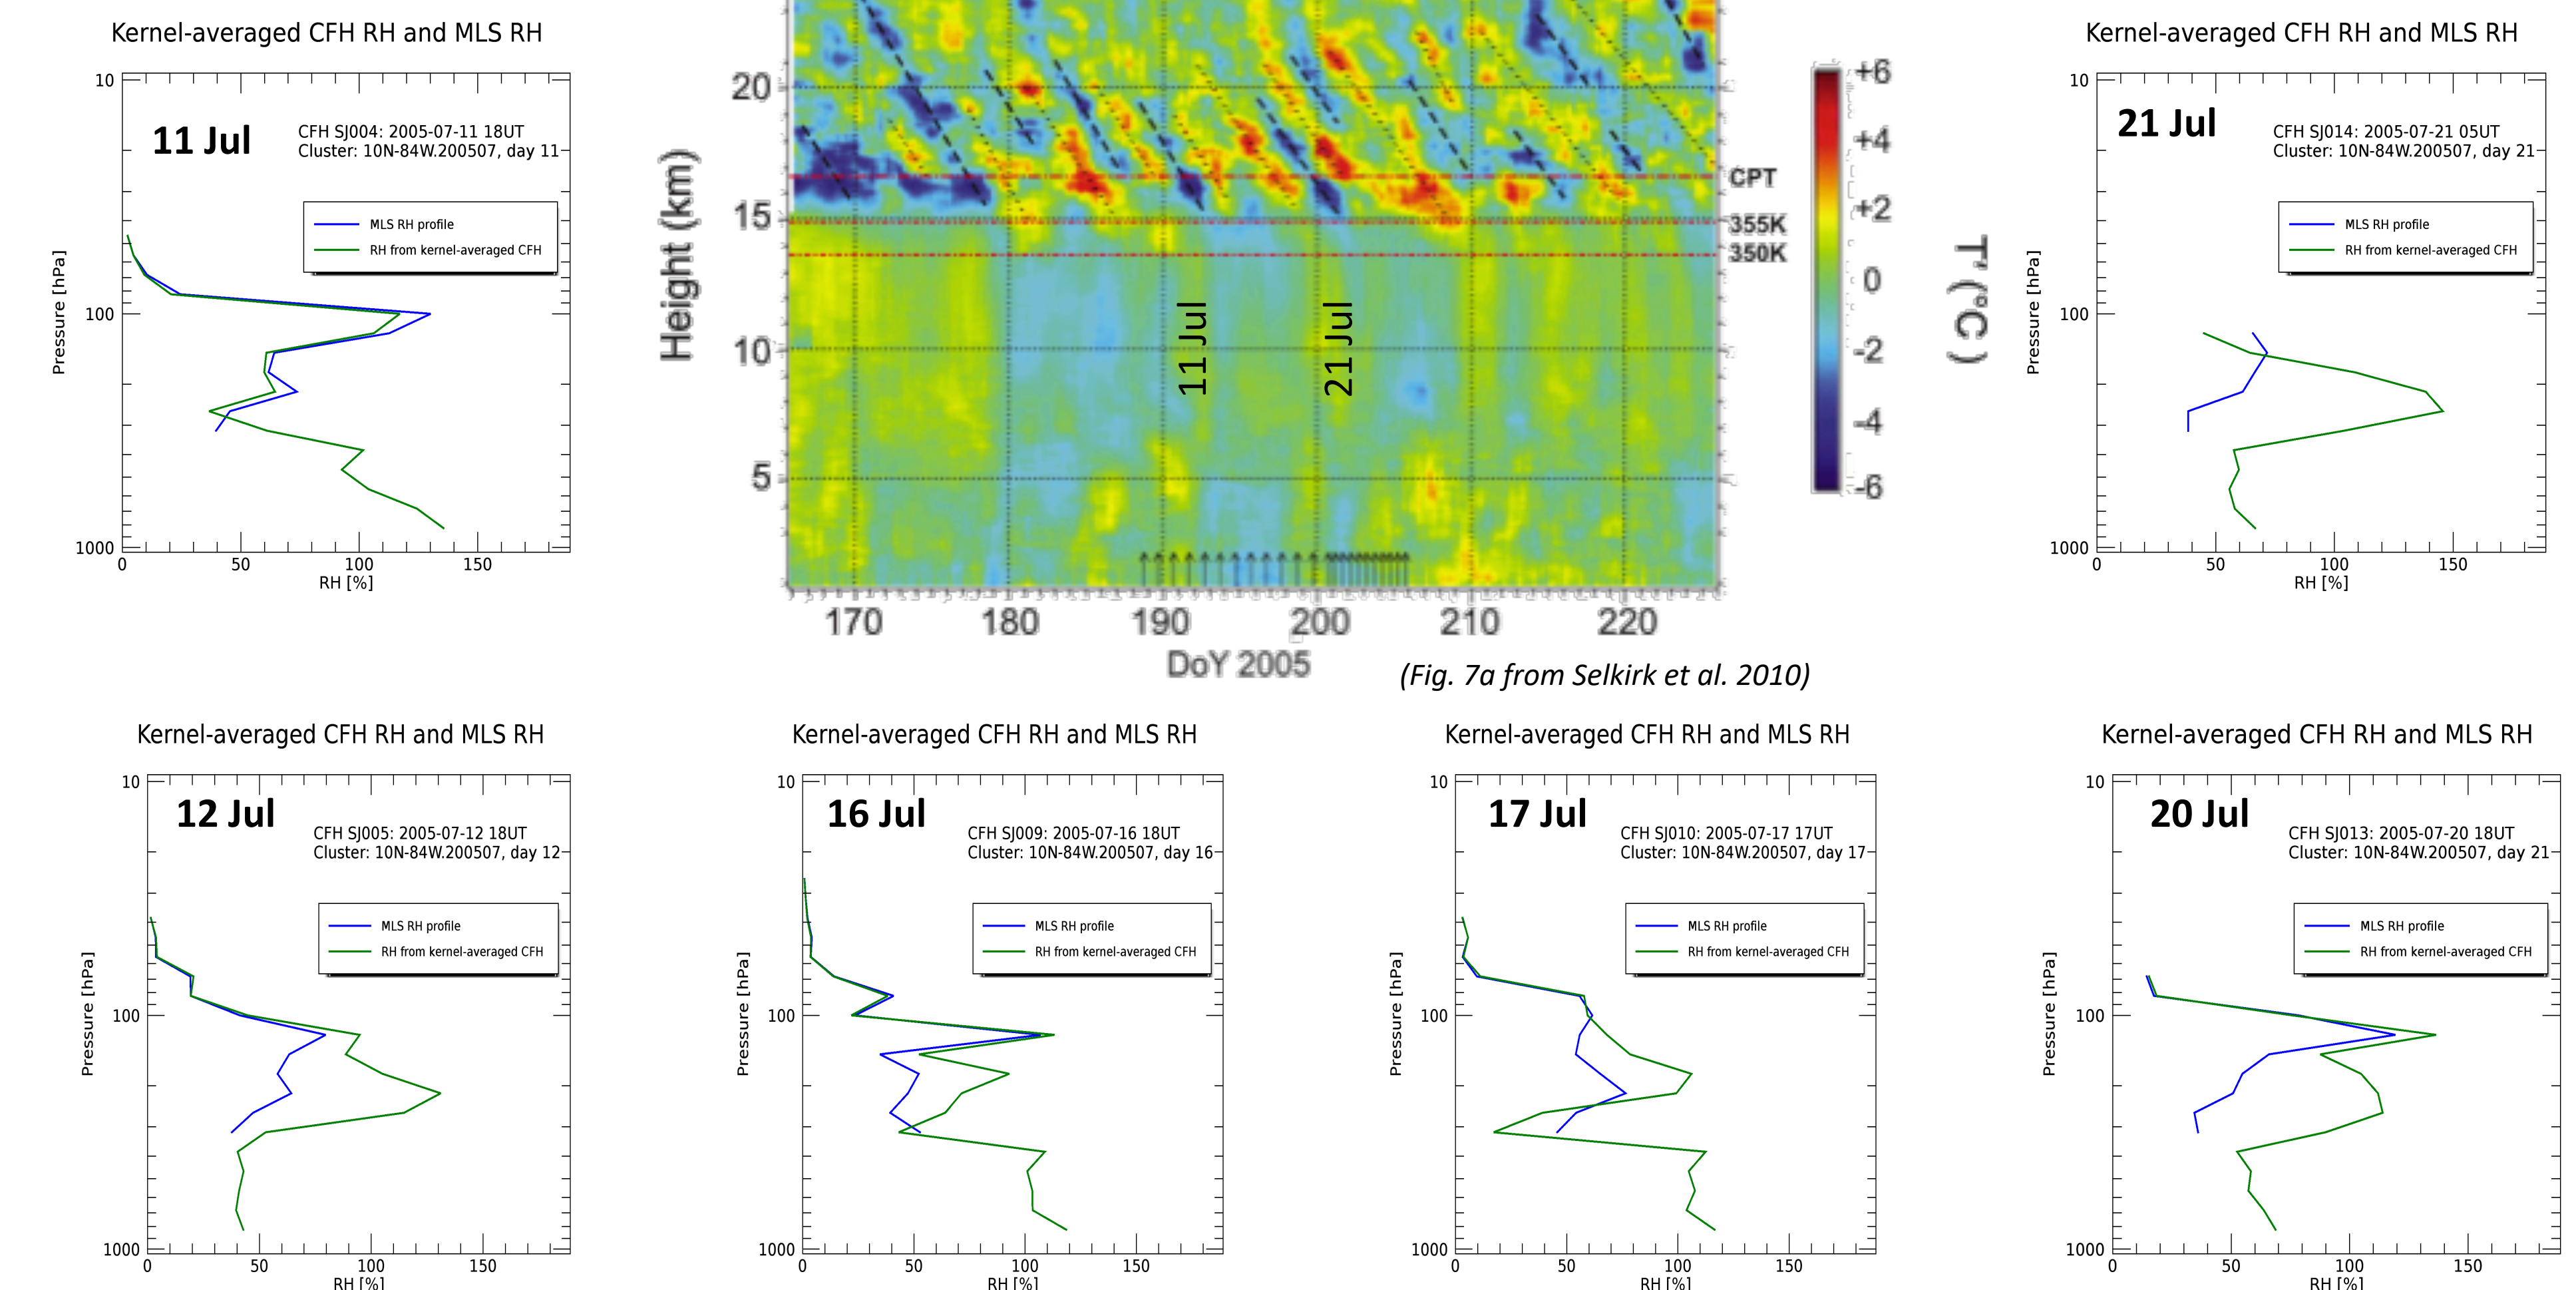 Kernel-averaged CFH RH and MLS RH
10
11 Jul
CFH SJ004: 2005-07-11 18UT
Cluster: 10N-84W.200507, day 11
MLS RH profile
RH from kernel-averaged CFH
Pressure [hPa]
100
1000
0 50 100 150
RH [%]
Height (km)
20
15
10
5
CPT
355K
350K
11 Jul
21 Jul
170 180 190 200 210 220
DoY 2005
(Fig. 7a from Selkirk et al. 2010)
+6
+4
+2
0
-2
-4
-6
T' (°C)
Kernel-averaged CFH RH and MLS RH
10
21 Jul
CFH SJ014: 2005-07-21 05UT
Cluster: 10N-84W.200507, day 21
MLS RH profile
RH from kernel-averaged CFH
Pressure [hPa]
100
1000
0 50 100 150
RH [%]
Kernel-averaged CFH RH and MLS RH
10
12 Jul
CFH SJ005: 2005-07-12 18UT
Cluster: 10N-84W.200507, day 12
MLS RH profile
RH from kernel-averaged CFH
Pressure [hPa]
100
1000
0 50 100 150
RH [%]
Kernel-averaged CFH RH and MLS RH
10
16 Jul
CFH SJ009: 2005-07-16 18UT
Cluster: 10N-84W.200507, day 16
MLS RH profile
RH from kernel-averaged CFH
Pressure [hPa]
100
1000
0 50 100 150
RH [%]
Kernel-averaged CFH RH and MLS RH
10
17 Jul
CFH SJ010: 2005-07-17 17UT
Cluster: 10N-84W.200507, day 17
MLS RH profile
RH from kernel-averaged CFH
Pressure [hPa]
100
1000
0 50 100 150
RH [%]
Kernel-averaged CFH RH and MLS RH
10
20 Jul
CFH SJ013: 2005-07-20 18UT
Cluster: 10N-84W.200507, day 21
MLS RH profile
RH from kernel-averaged CFH
Pressure [hPa]
100
1000
0 50 100 150
RH [%]